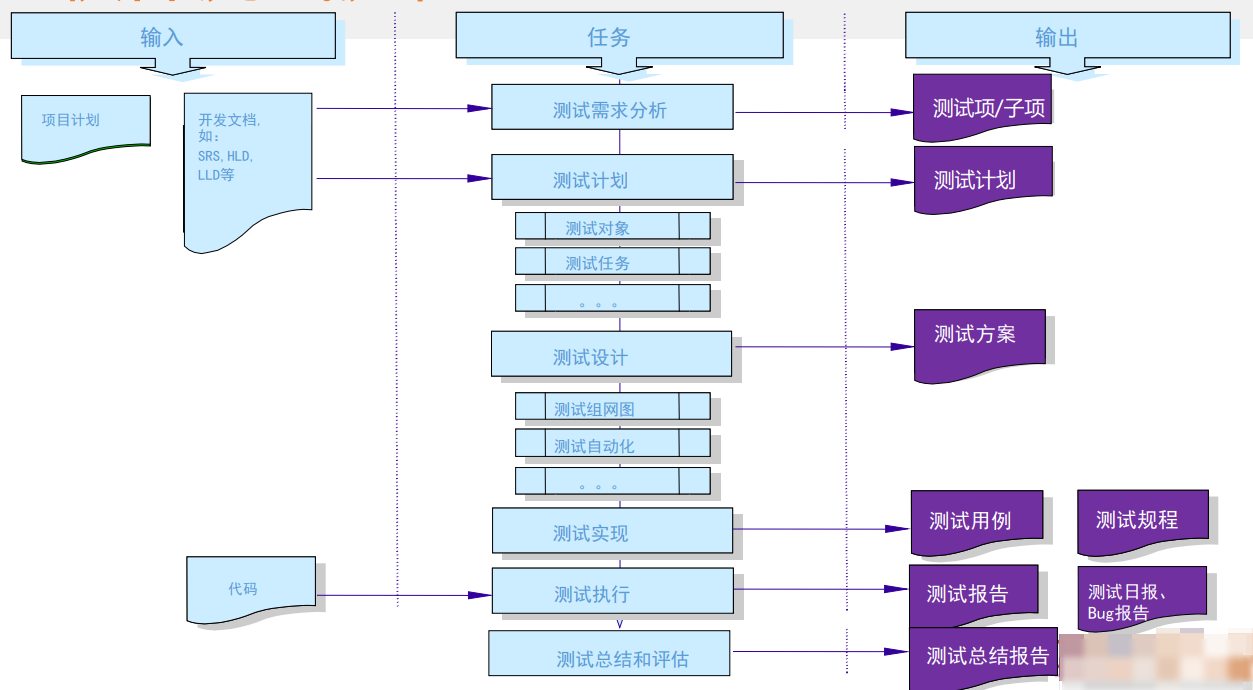 输入
任务
输出
项目计划
开发文档,
如:
SRS,HLD,
LLD等
测试需求分析
测试项/子项
测试计划
测试计划
测试对象
测试任务
。。。
测试设计
测试方案
测试组网图
测试自动化
。。。
测试实现
测试用例
测试规程
代码
测试执行
测试报告
测试日报、
Bug报告
测试总结和评估
测试总结报告